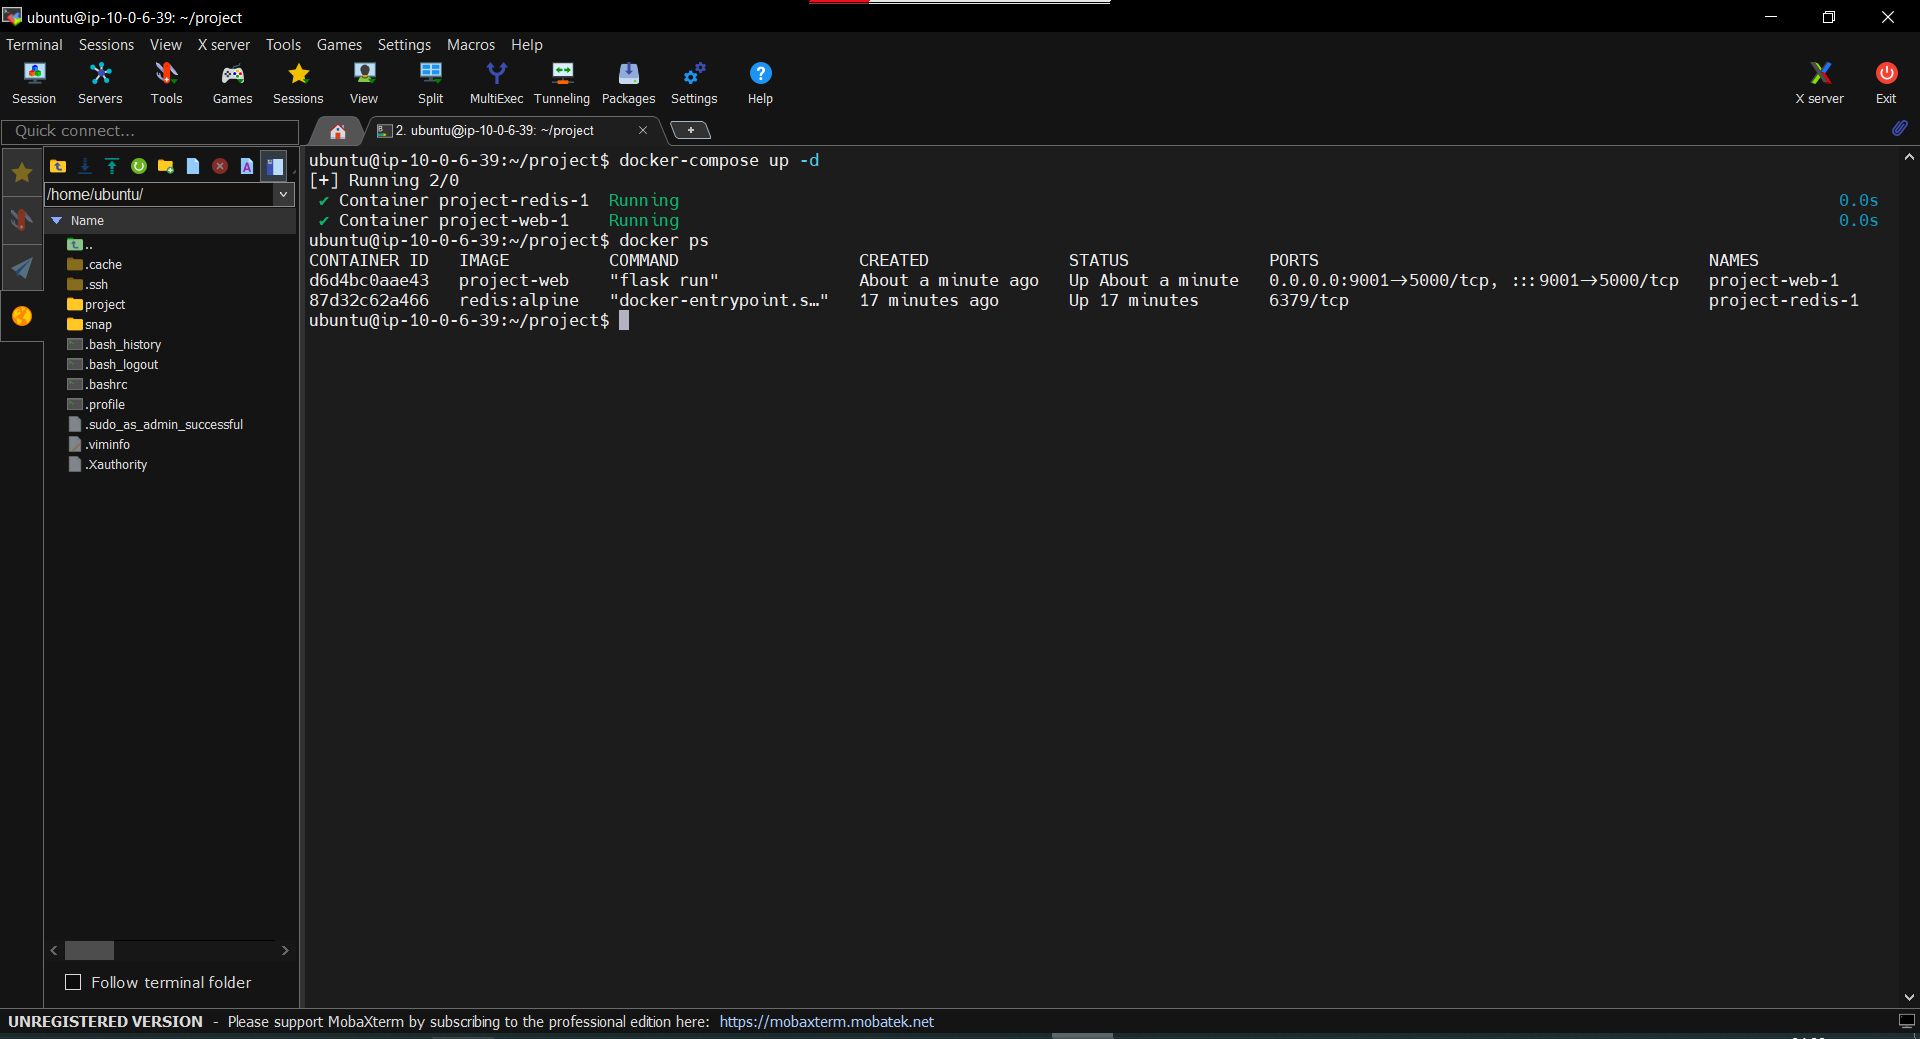 ubuntu@ip-10-0-6-39: ~/project
Terminal Sessions View X server Tools Games Settings Macros Help
Session Servers Tools Games Sessions View Split MultiExec Tunneling Packages Settings Help X server Exit
Quick connect...
2. ubuntu@ip-10-0-6-39: ~/project
/home/ubuntu/
Name
..
.cache
.ssh
project
snap
.bash_history
.bash_logout
.bashrc
.profile
.sudo_as_admin_successful
.viminfo
.Xauthority
Follow terminal folder
ubuntu@ip-10-0-6-39:~/project$ docker-compose up -d
[+] Running 2/0
✔ Container project-redis-1 Running 0.0s
✔ Container project-web-1 Running 0.0s
ubuntu@ip-10-0-6-39:~/project$ docker ps
CONTAINER ID IMAGE COMMAND CREATED STATUS PORTS NAMES
d6d4bc0aae43 project-web "flask run" About a minute ago Up About a minute 0.0.0.0:9001->5000/tcp, :::9001->5000/tcp project-web-1
87d32c62a466 redis:alpine "docker-entrypoint.s…" 17 minutes ago Up 17 minutes 6379/tcp project-redis-1
ubuntu@ip-10-0-6-39:~/project$
UNREGISTERED VERSION - Please support MobaXterm by subscribing to the professional edition here: https://mobaxterm.mobatek.net